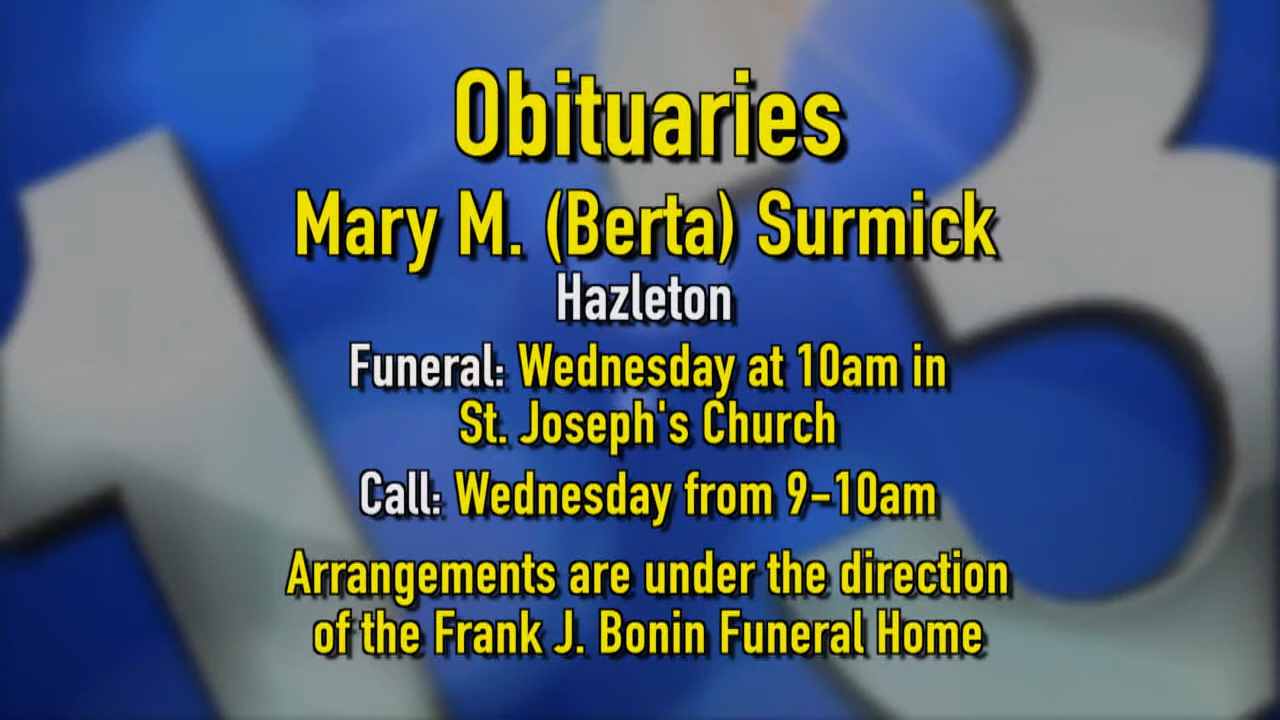 Obituaries
Mary M. (Berta) Surmick
Hazleton
Funeral: Wednesday at 10am in
St. Joseph's Church
Call: Wednesday from 9–10am
Arrangements are under the direction
of the Frank J. Bonin Funeral Home
13